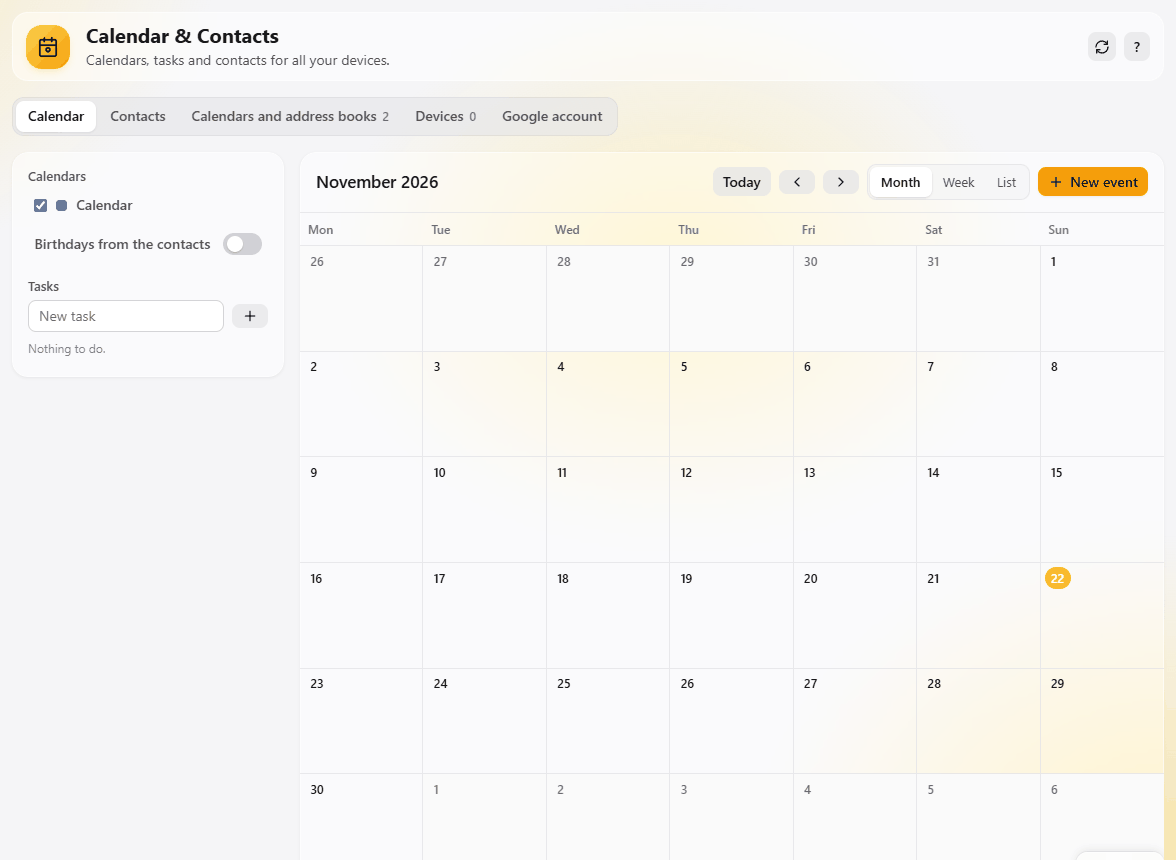 Calendar & Contacts
Calendars, tasks and contacts for all your devices.
?
Calendar Contacts Calendars and address books 2 Devices 0 Google account
Calendars
Calendar
Birthdays from the contacts
Tasks
New task +
Nothing to do.
November 2026 Today < > Month Week List + New event
Mon Tue Wed Thu Fri Sat Sun
26 27 28 29 30 31 1
2 3 4 5 6 7 8
9 10 11 12 13 14 15
16 17 18 19 20 21 22
23 24 25 26 27 28 29
30 1 2 3 4 5 6